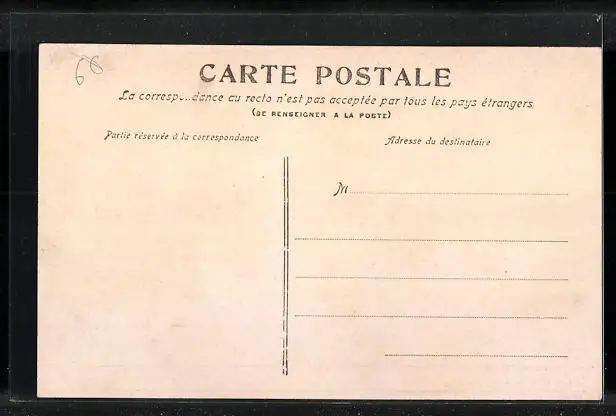 66
CARTE POSTALE
La correspondance au recto n'est pas acceptée par tous les pays étrangers
(SE RENSEIGNER A LA POSTE)
Partie réservée à la correspondance
Adresse du destinataire
M